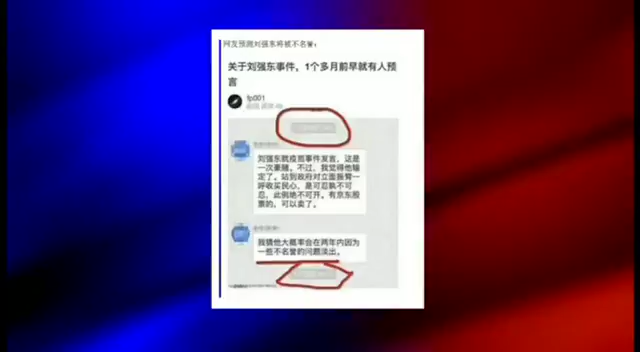 网友预测刘强东将被不名誉：
关于刘强东事件，1个多月前早就有人预
言
fp001
刘强东就疫苗事件发言，这是
一次豪赌。不过，我觉得他输
定了。站到政府对立面振臂一
呼收买民心，是可忍孰不可
忍，此例绝不可开。有京东股
票的，可以卖了。
我猜他大概率会在两年内因为
一些不名誉的问题淡出。